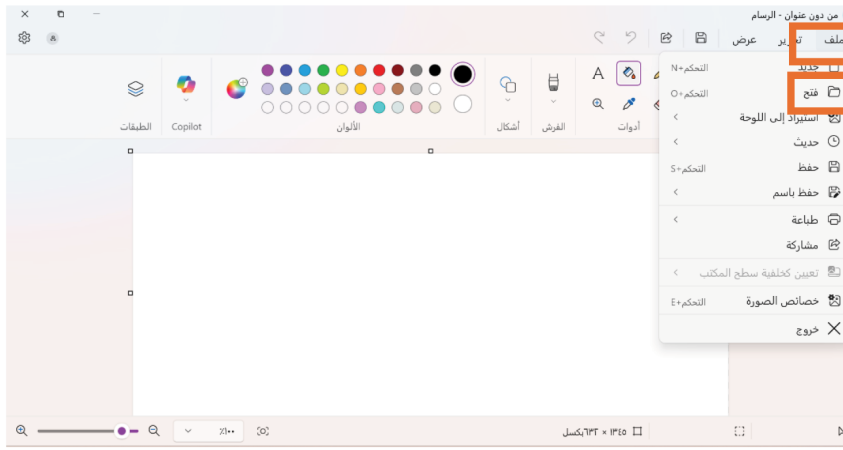 من دون عنوان - الرسام
ملف تحرير عرض
جديد التحكم+N
فتح التحكم+O
استيراد إلى اللوحة
حديث
حفظ التحكم+S
حفظ باسم
طباعة
مشاركة
تعيين كخلفية سطح المكتب
خصائص الصورة التحكم+E
خروج
أدوات
الفرش
أشكال
الألوان
Copilot
الطبقات
١٣٤٥ × ٦٣٢بكسل
١٠٠٪